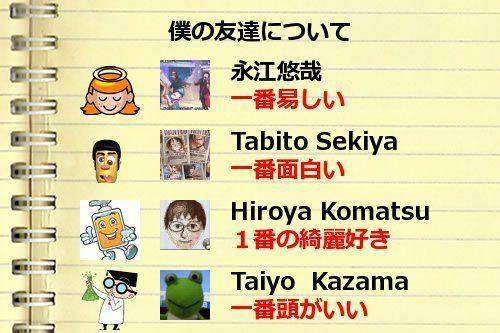 僕の友達について
永江悠哉
一番易しい
Tabito Sekiya
一番面白い
Hiroya Komatsu
１番の綺麗好き
Taiyo Kazama
一番頭がいい